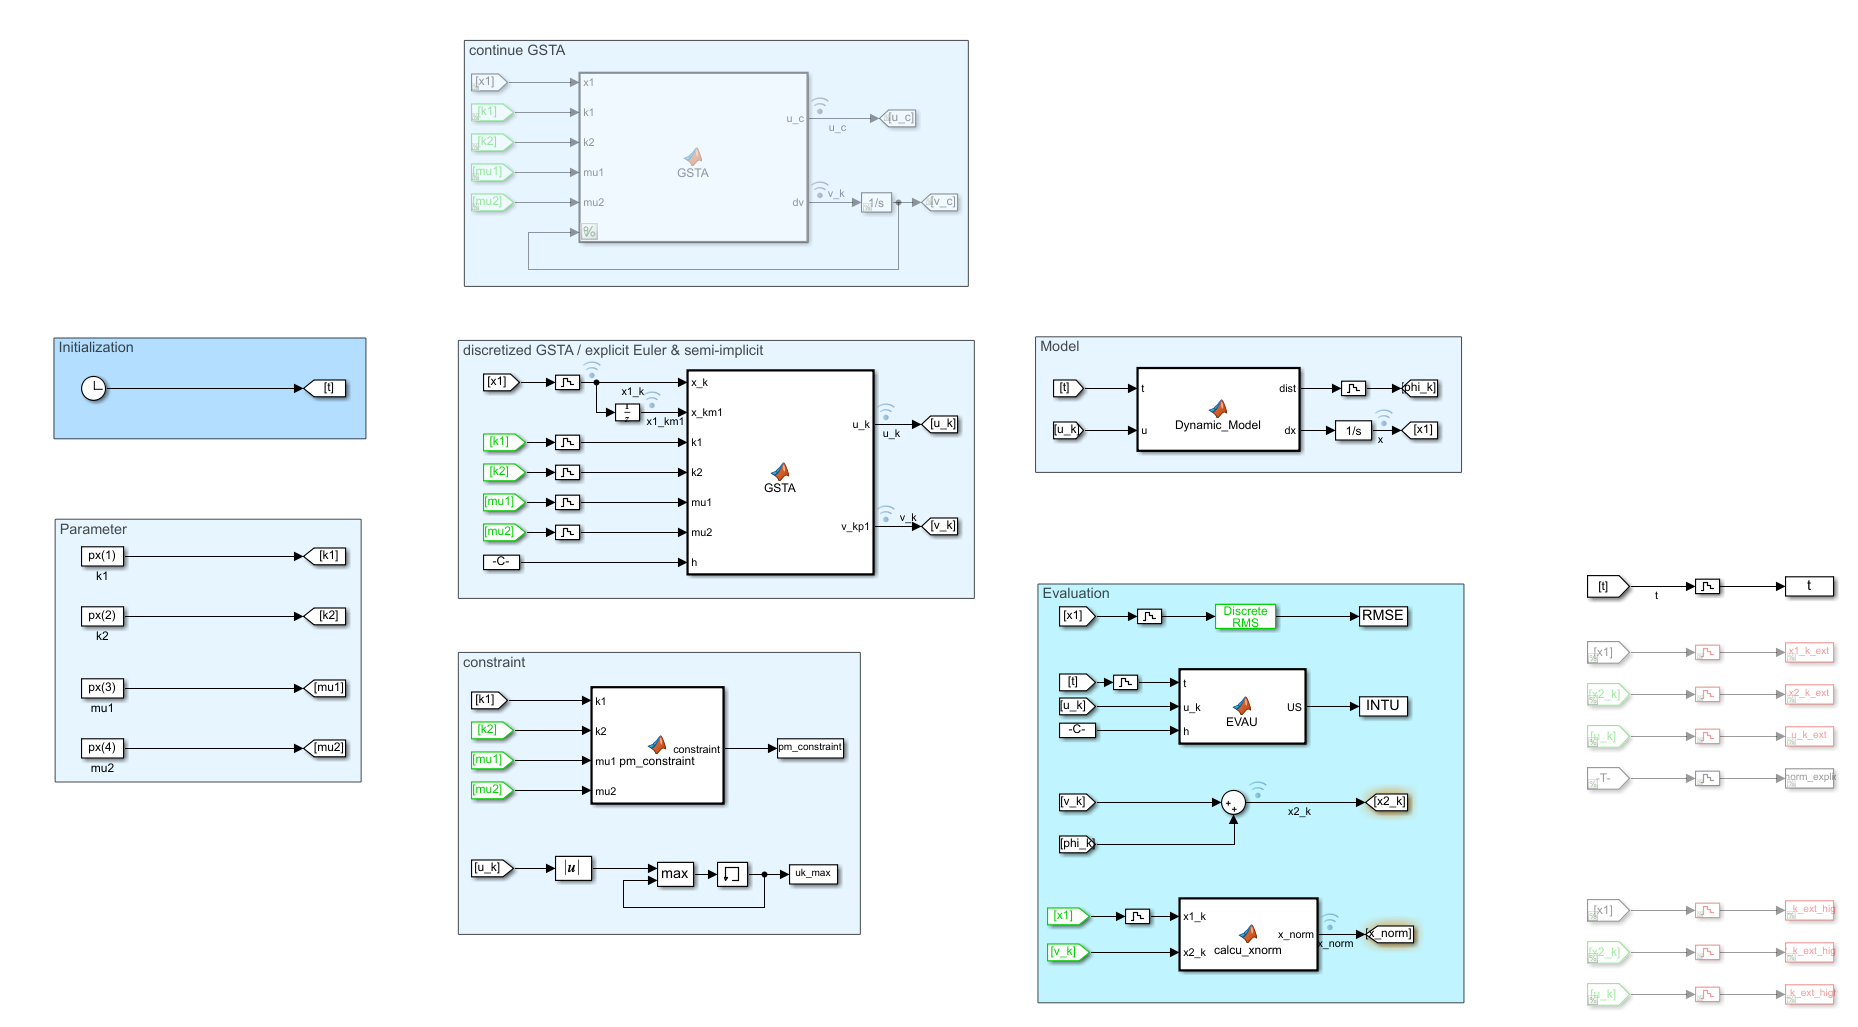 continue GSTA
[x1]
[k1]
[k2]
[mu1]
[mu2]
x1
k1
k2
mu1
mu2
%
GSTA
u_c
dv
u_c
v_k
1/s
[u_c]
[v_c]
Initialization
[t]
Parameter
px(1)
k1
[k1]
px(2)
k2
[k2]
px(3)
mu1
[mu1]
px(4)
mu2
[mu2]
discretized GSTA / explicit Euler & semi-implicit
[x1]
x1_k
1
z
x1_km1
[k1]
[k2]
[mu1]
[mu2]
-C-
x_k
x_km1
k1
k2
mu1
mu2
h
GSTA
u_k
v_kp1
u_k
v_k
[u_k]
[v_k]
constraint
[k1]
[k2]
[mu1]
[mu2]
k1
k2
mu1
mu2
pm_constraint
constraint
pm_constraint
[u_k]
|u|
max
uk_max
Model
[t]
[u_k]
t
u
Dynamic_Model
dist
dx
1/s
x
[phi_k]
[x1]
Evaluation
[x1]
Discrete
RMS
RMSE
[t]
[u_k]
-C-
t
u_k
h
EVAU
US
INTU
[v_k]
[phi_k]
+
+
x2_k
[x2_k]
[x1]
[v_k]
x1_k
x2_k
calcu_xnorm
x_norm
x_norm
[x_norm]
[t]
t
t
[x1]
x1_k_ext
[x2_k]
x2_k_ext
[u_k]
u_k_ext
-T-
norm_explic
[x1]
_k_ext_hig
[x2_k]
_k_ext_hig
[u_k]
_k_ext_high